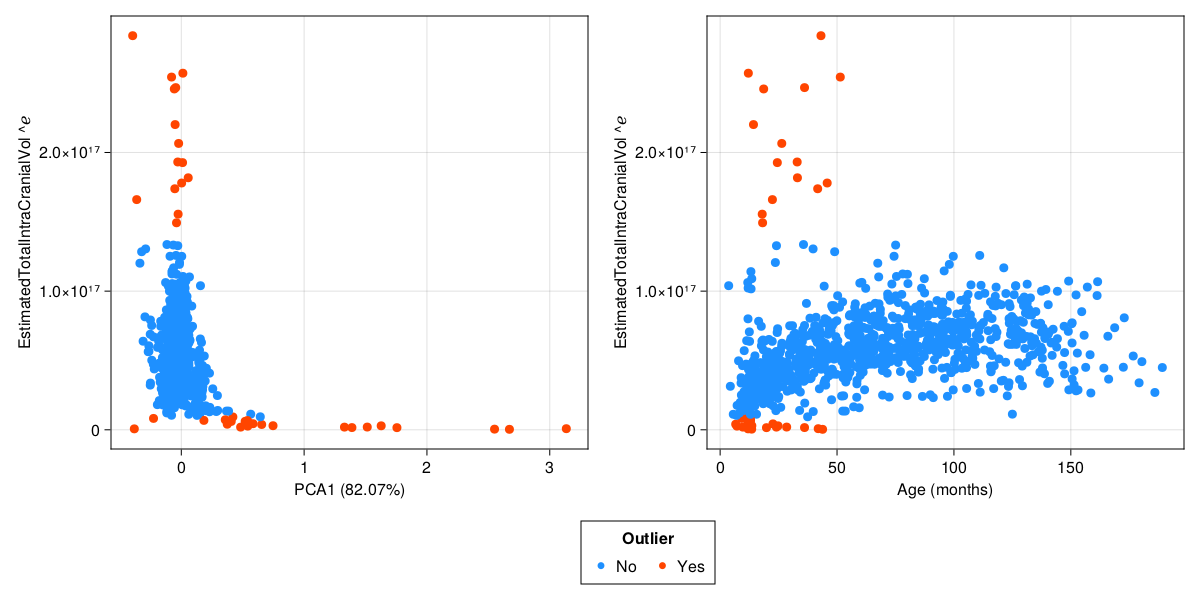 EstimatedTotalIntraCranialVol ^e
2.0×10¹⁷
1.0×10¹⁷
0
0 1 2 3
PCA1 (82.07%)
EstimatedTotalIntraCranialVol ^e
2.0×10¹⁷
1.0×10¹⁷
0
0 50 100 150
Age (months)
Outlier
No Yes